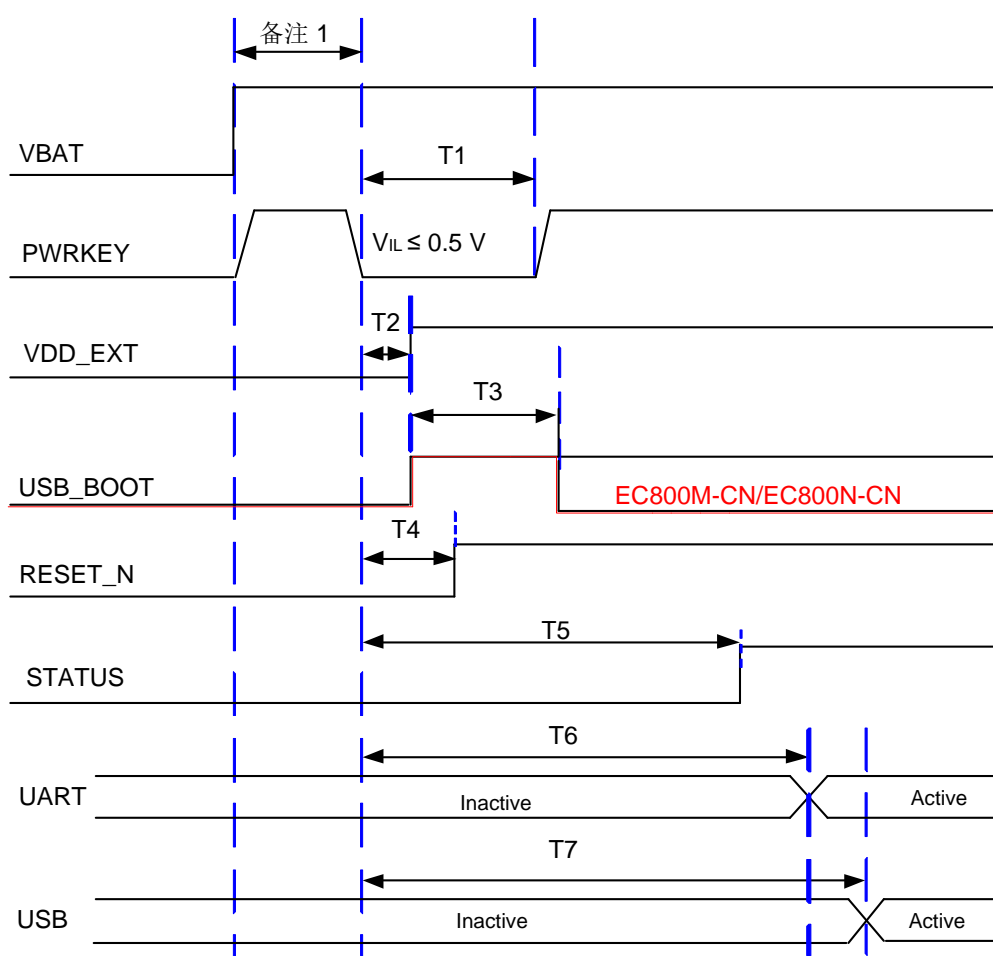 备注 1
VBAT
T1
PWRKEY
VIL ≤ 0.5 V
T2
VDD_EXT
T3
USB_BOOT
EC800M-CN/EC800N-CN
T4
RESET_N
T5
STATUS
T6
UART
Inactive
Active
T7
USB
Inactive
Active